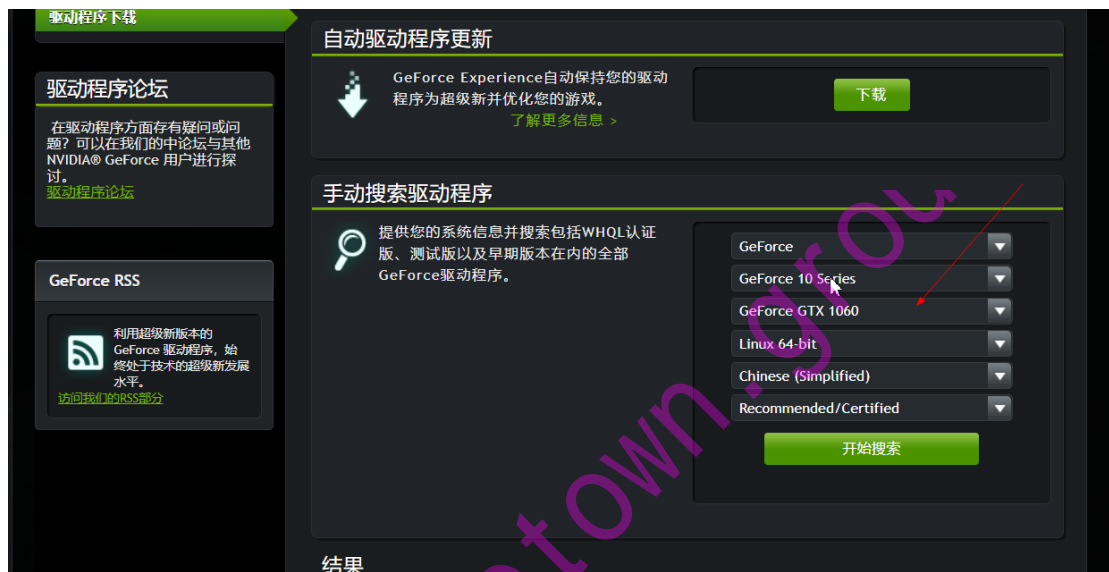 驱动程序下载
自动驱动程序更新
GeForce Experience自动保持您的驱动
程序为超级新并优化您的游戏。
了解更多信息 >
下载
驱动程序论坛
在驱动程序方面存有疑问或问
题？可以在我们的中论坛与其他
NVIDIA® GeForce 用户进行探
讨。
驱动程序论坛
手动搜索驱动程序
提供您的系统信息并搜索包括WHQL认证
版、测试版以及早期版本在内的全部
GeForce驱动程序。
GeForce
GeForce 10 Series
GeForce GTX 1060
Linux 64-bit
Chinese (Simplified)
Recommended/Certified
开始搜索
GeForce RSS
利用超级新版本的
GeForce 驱动程序，始
终处于技术的超级新发展
水平。
访问我们的RSS部分
结果